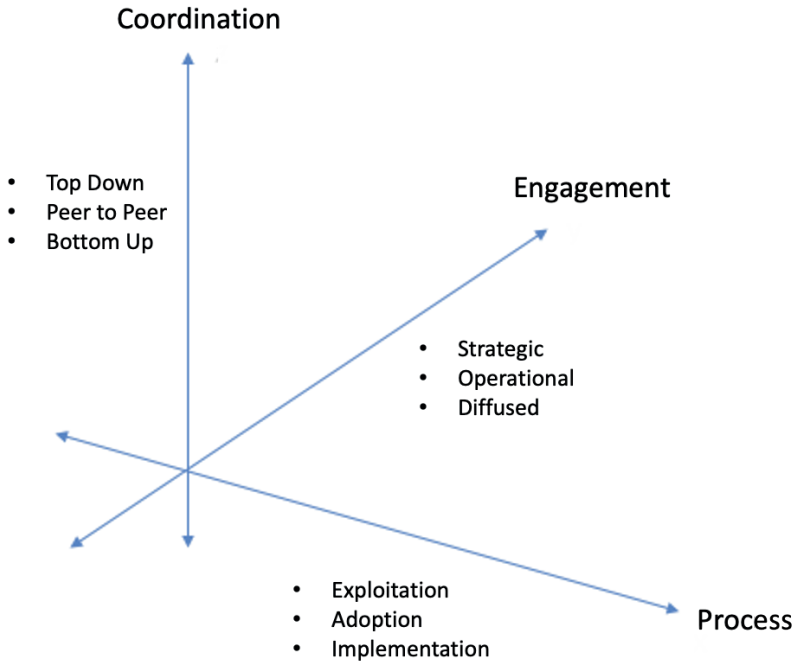 Coordination
• Top Down
• Peer to Peer
• Bottom Up
Engagement
• Strategic
• Operational
• Diffused
• Exploitation
• Adoption
• Implementation
Process